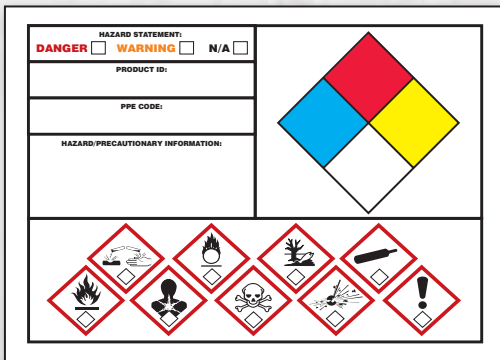 HAZARD STATEMENT:
DANGER WARNING N/A
PRODUCT ID:
PPE CODE:
HAZARD/PRECAUTIONARY INFORMATION: